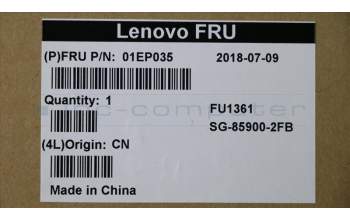 Lenovo FRU
(P)FRU P/N: 01EP035 2018-07-09
Quantity: 1
FU1361
SG-85900-2FB
(4L)Origin: CN
Made in China